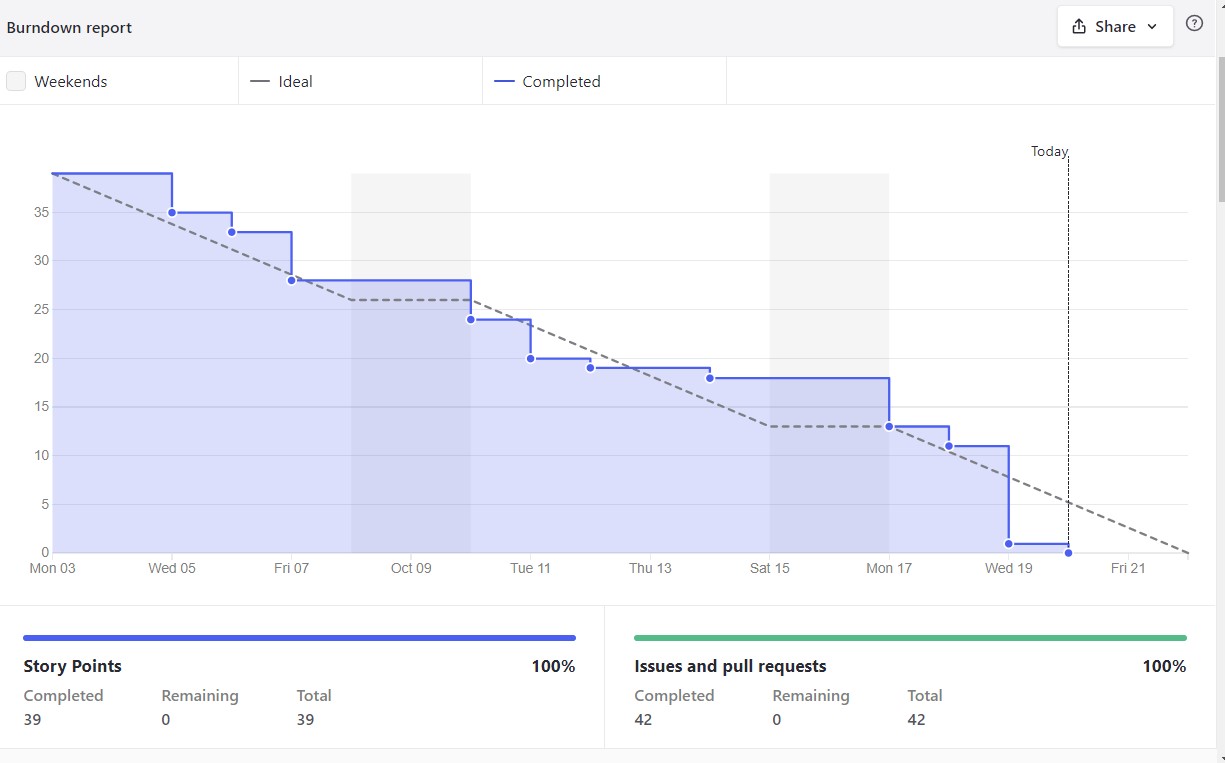 Burndown report
Share
Weekends
Ideal
Completed
Today
35
30
25
20
15
10
5
0
Mon 03 Wed 05 Fri 07 Oct 09 Tue 11 Thu 13 Sat 15 Mon 17 Wed 19 Fri 21
Story Points 100%
Completed Remaining Total
39 0 39
Issues and pull requests 100%
Completed Remaining Total
42 0 42